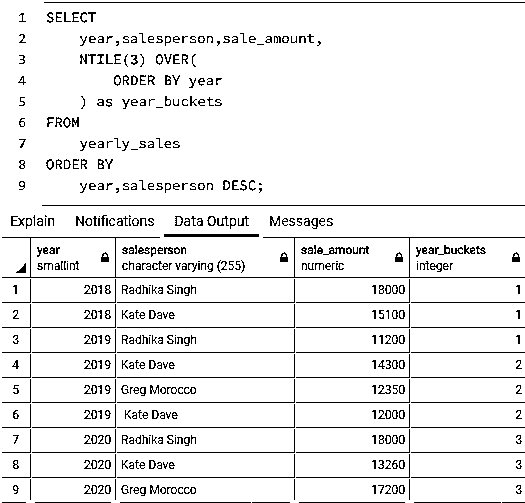 1 SELECT
2 year,salesperson,sale_amount,
3 NTILE(3) OVER(
4 ORDER BY year
5 ) as year_buckets
6 FROM
7 yearly_sales
8 ORDER BY
9 year,salesperson DESC;
Explain Notifications Data Output Messages
year salesperson sale_amount year_buckets
smallint character varying (255) numeric integer
1 2018 Radhika Singh 18000 1
2 2018 Kate Dave 15100 1
3 2019 Radhika Singh 11200 1
4 2019 Kate Dave 14300 2
5 2019 Greg Morocco 12350 2
6 2019 Kate Dave 12000 2
7 2020 Radhika Singh 18000 3
8 2020 Kate Dave 13260 3
9 2020 Greg Morocco 17200 3